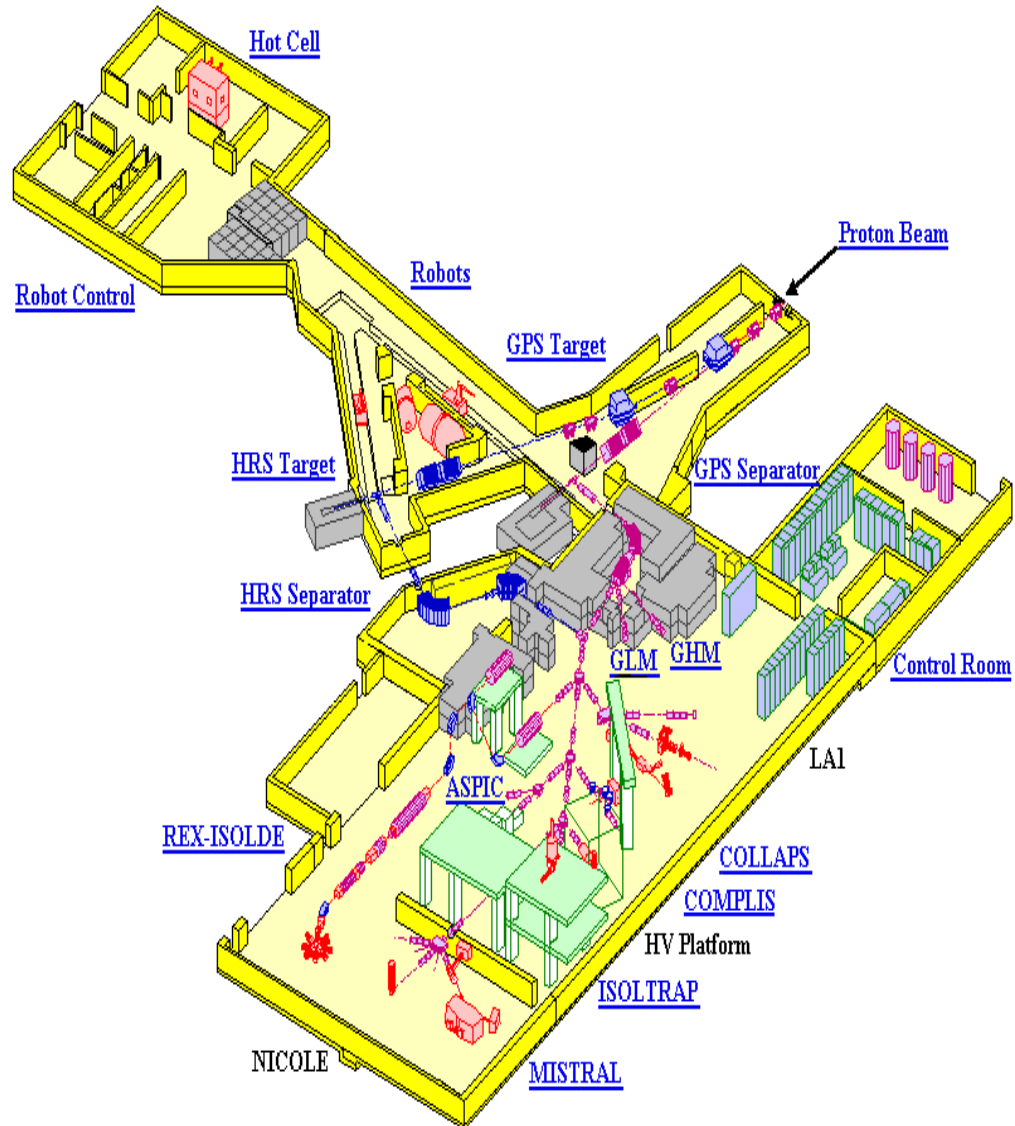 Hot Cell
Proton Beam
Robots
Robot Control
GPS Target
HRS Target
GPS Separator
HRS Separator
GLM
GHM
Control Room
LA1
ASPIC
REX-ISOLDE
COLLAPS
COMPLIS
HV Platform
ISOLTRAP
NICOLE
MISTRAL